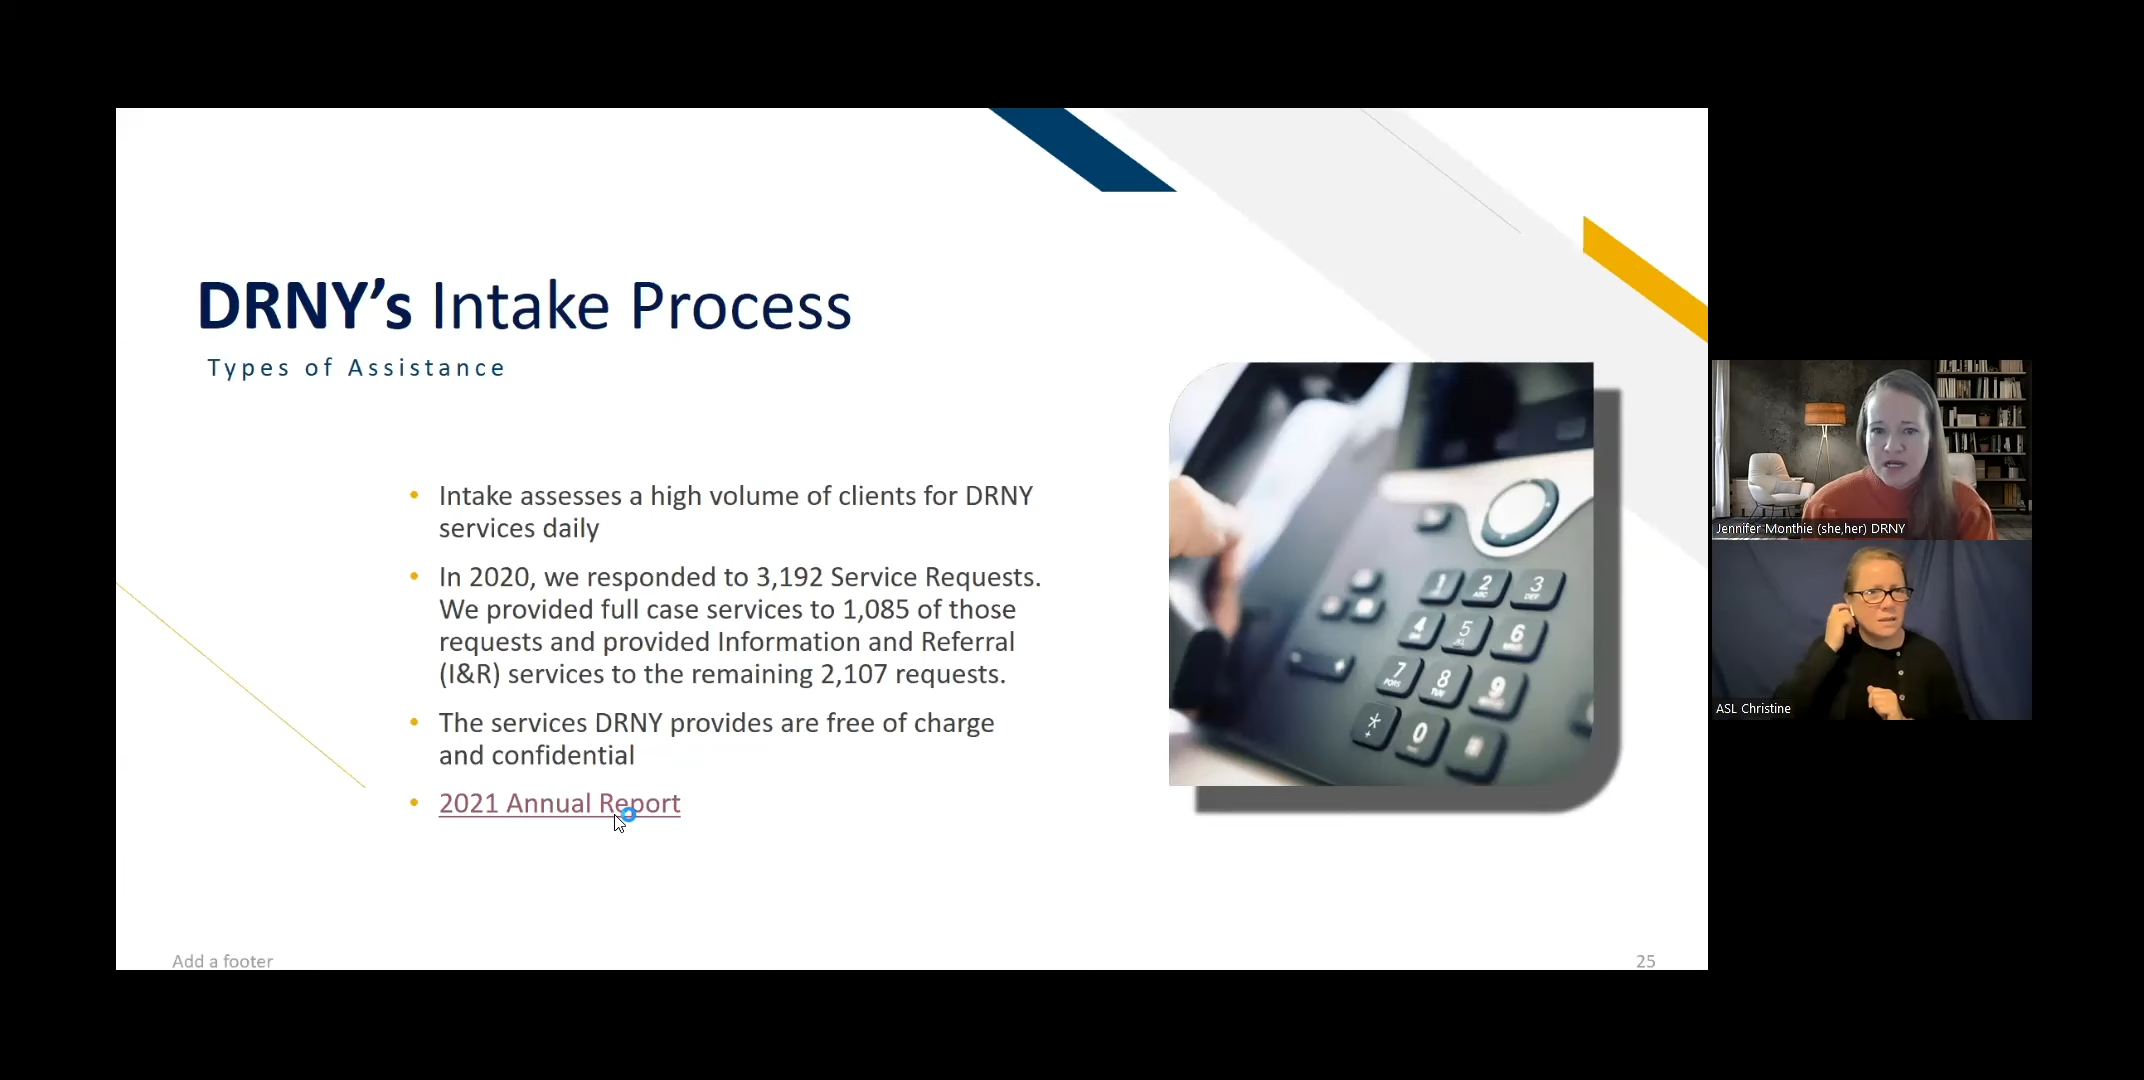 DRNY's Intake Process
Types of Assistance
• Intake assesses a high volume of clients for DRNY
services daily
• In 2020, we responded to 3,192 Service Requests.
We provided full case services to 1,085 of those
requests and provided Information and Referral
(I&R) services to the remaining 2,107 requests.
• The services DRNY provides are free of charge
and confidential
• 2021 Annual Report
Add a footer
25
1 2 3
4 5 6
7 8 9
* 0
Jennifer Monthie (she,her) DRNY
ASL Christine